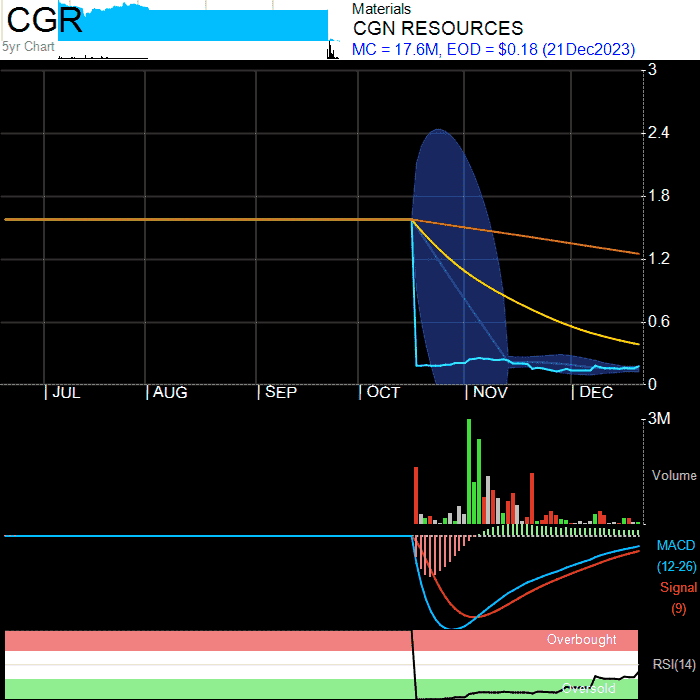 CGR
5yr Chart
Materials
CGN RESOURCES
MC = 17.6M, EOD = $0.18 (21Dec2023)
3
2.4
1.8
1.2
0.6
0
JUL AUG SEP OCT NOV DEC
3M
Volume
MACD
(12-26)
Signal
(9)
Overbought
RSI(14)
Oversold